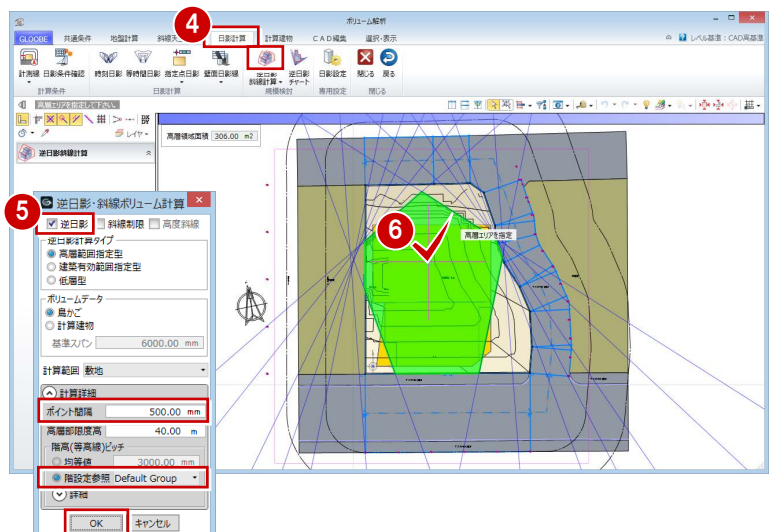 ボリューム解析
4
GLOOBE 共通条件 地盤計算 斜線天 日影計算 計算建物 CAD編集 選択・表示
レベル基準：CAD高基準
計測線 日影条件確認 時刻日影 等時間日影 指定点日影 壁面日影線 逆日影 斜線計算 逆日影 チャート 日影設定 閉じる 戻る
計算条件 日影計算 規模検討 専用設定 閉じる
高層エリアを指定して下さい
レイヤ
高層領域面積 306.00 m2
逆日影斜線計算
5
逆日影・斜線ボリューム計算
逆日影 斜線制限 高度斜線
逆日影計算タイプ
高層範囲指定型
建築有効範囲指定型
低層型
ボリュームデータ
鳥かご
計算建物
基準スパン 6000.00 mm
計算範囲 敷地
計算詳細
ポイント間隔 500.00 mm
高層部限度高 40.00 m
階高(等高線)ピッチ
均等値 3000.00 mm
階設定参照 Default Group
詳細
OK キャンセル
6
高層エリアを指定